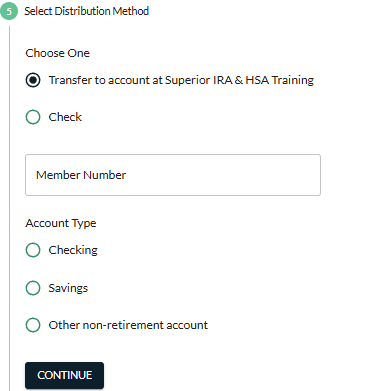 5 Select Distribution Method
Choose One
Transfer to account at Superior IRA & HSA Training
Check
Member Number
Account Type
Checking
Savings
Other non-retirement account
CONTINUE